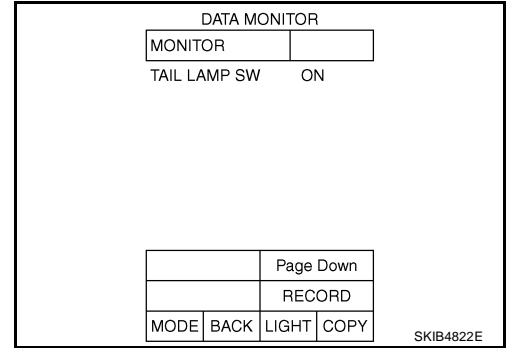 DATA MONITOR
MONITOR
TAIL LAMP SW ON
Page Down
RECORD
MODE BACK LIGHT COPY
SKIB4822E